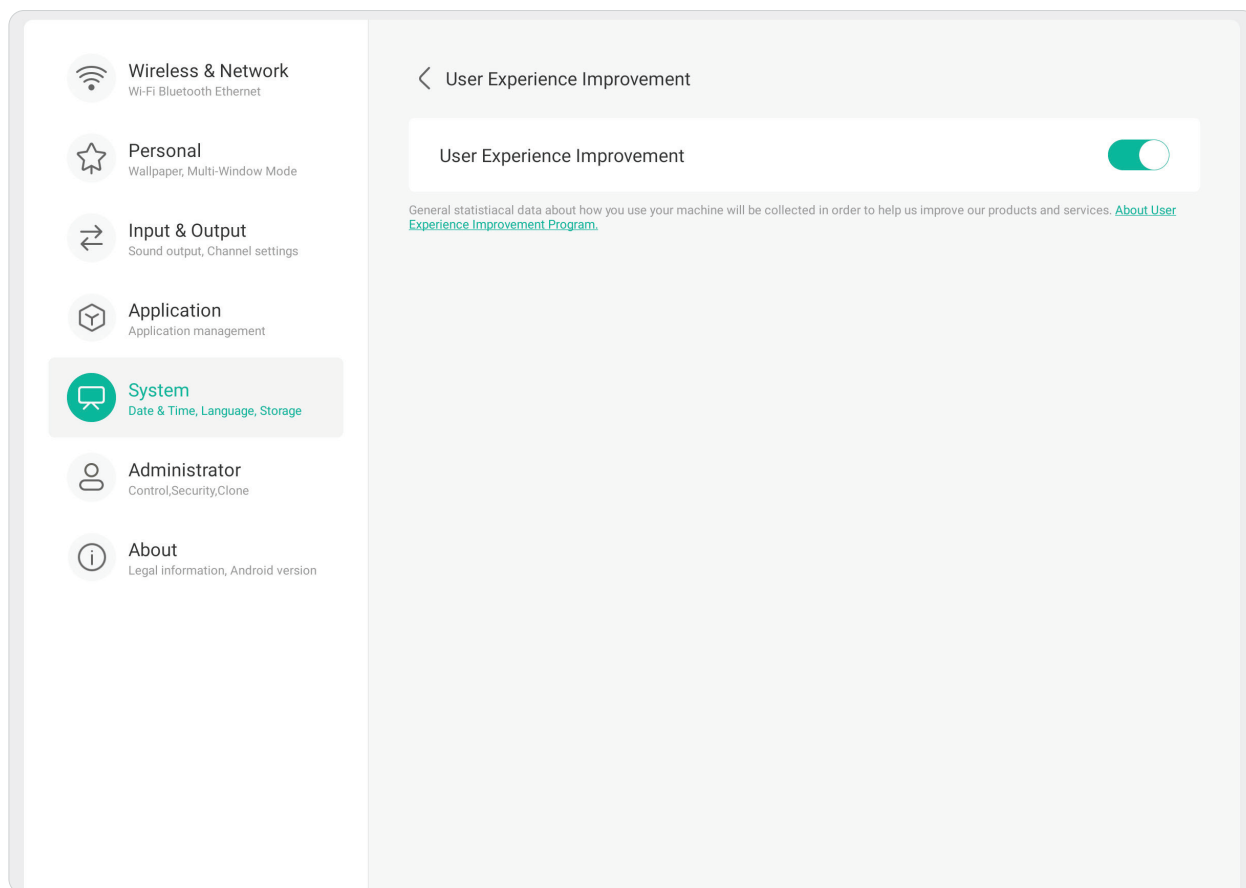 Wireless & Network
Wi-Fi Bluetooth Ethernet
Personal
Wallpaper, Multi-Window Mode
Input & Output
Sound output, Channel settings
Application
Application management
System
Date & Time, Language, Storage
Administrator
Control,Security,Clone
About
Legal information, Android version
User Experience Improvement
User Experience Improvement
General statistiacal data about how you use your machine will be collected in order to help us improve our products and services. About User
Experience Improvement Program.